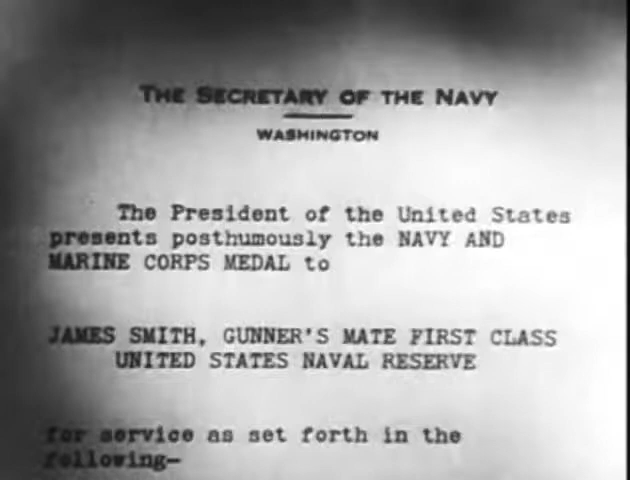 THE SECRETARY OF THE NAVY
WASHINGTON
The President of the United States
presents posthumously the NAVY AND
MARINE CORPS MEDAL to
JAMES SMITH, GUNNER'S MATE FIRST CLASS
UNITED STATES NAVAL RESERVE
for service as set forth in the
following—